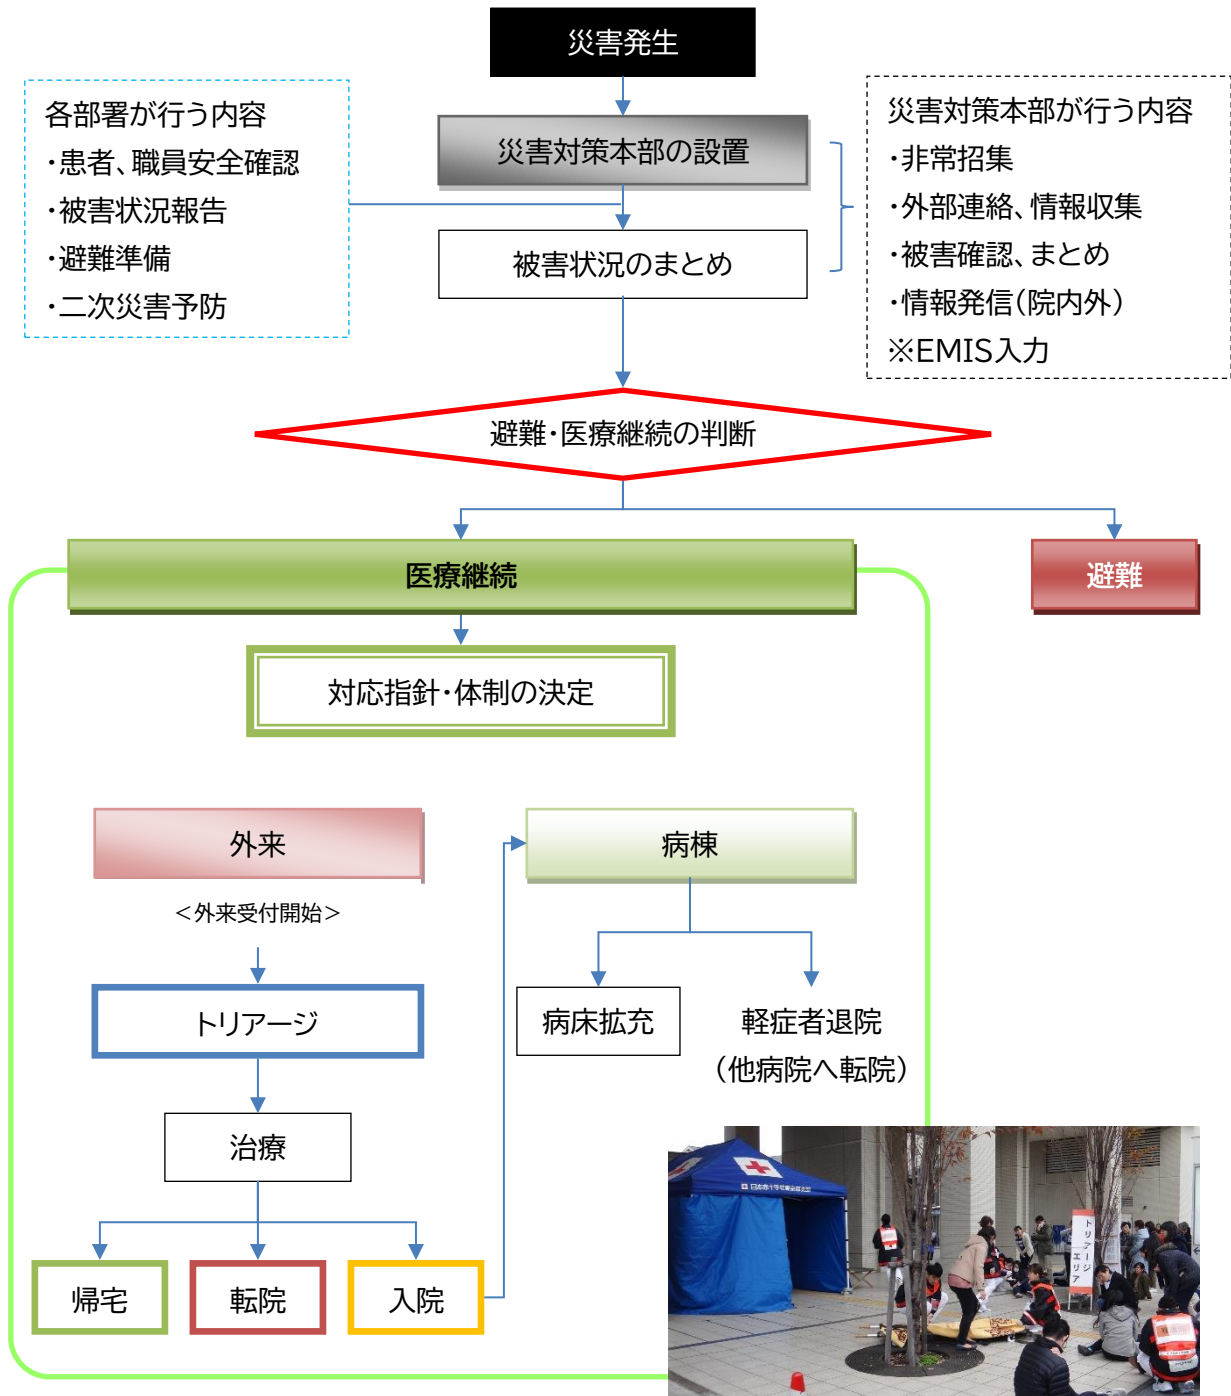 災害発生
各部署が行う内容
・患者、職員安全確認
・被害状況報告
・避難準備
・二次災害予防
災害対策本部の設置
被害状況のまとめ
災害対策本部が行う内容
・非常招集
・外部連絡、情報収集
・被害確認、まとめ
・情報発信(院内外)
※EMIS入力
避難・医療継続の判断
医療継続
避難
対応指針・体制の決定
外来
<外来受付開始>
トリアージ
治療
帰宅
転院
入院
病棟
病床拡充
軽症者退院
(他病院へ転院)
トリアージ
エリア